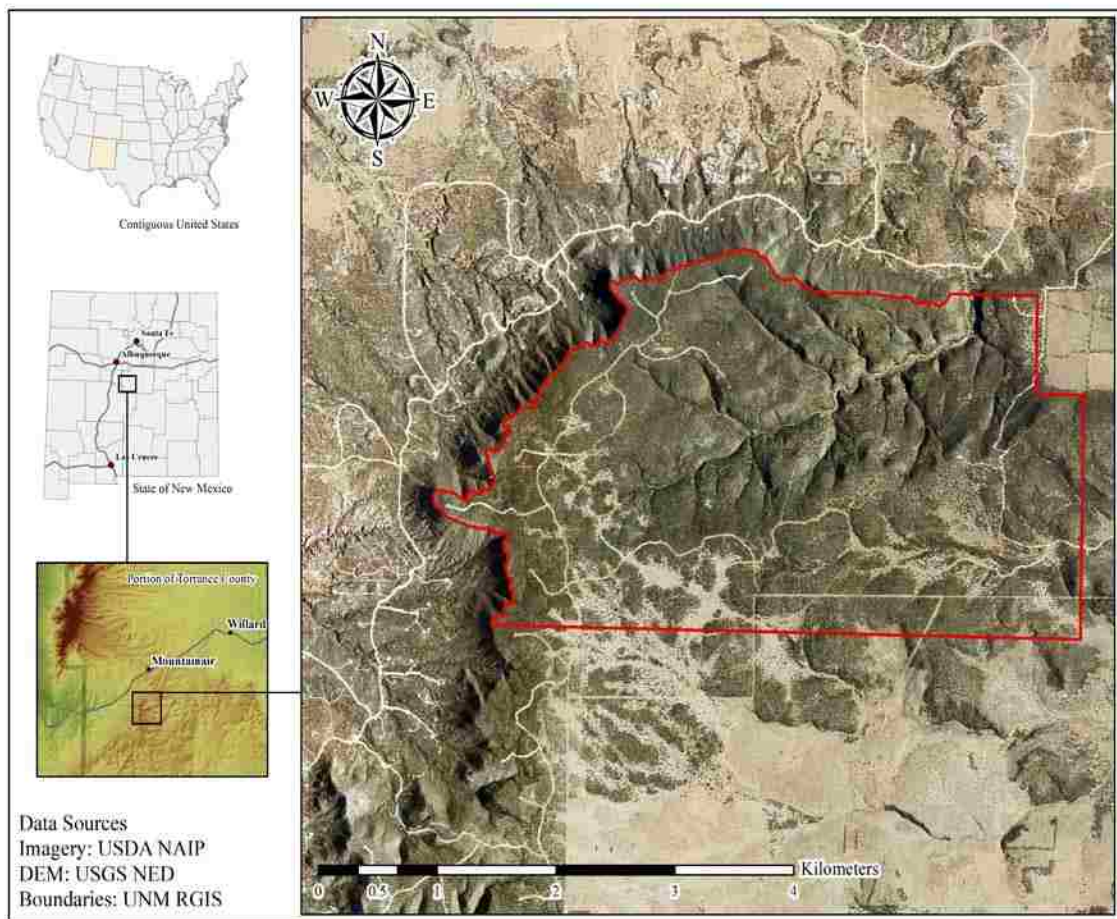 Contiguous United States
Santa Fe
Albuquerque
Las Cruces
State of New Mexico
Portion of Torrance County
Willard
Mountainair
Data Sources
Imagery: USDA NAIP
DEM: USGS NED
Boundaries: UNM RGIS
N
W E
S
Kilometers
0 0.5 1 2 3 4